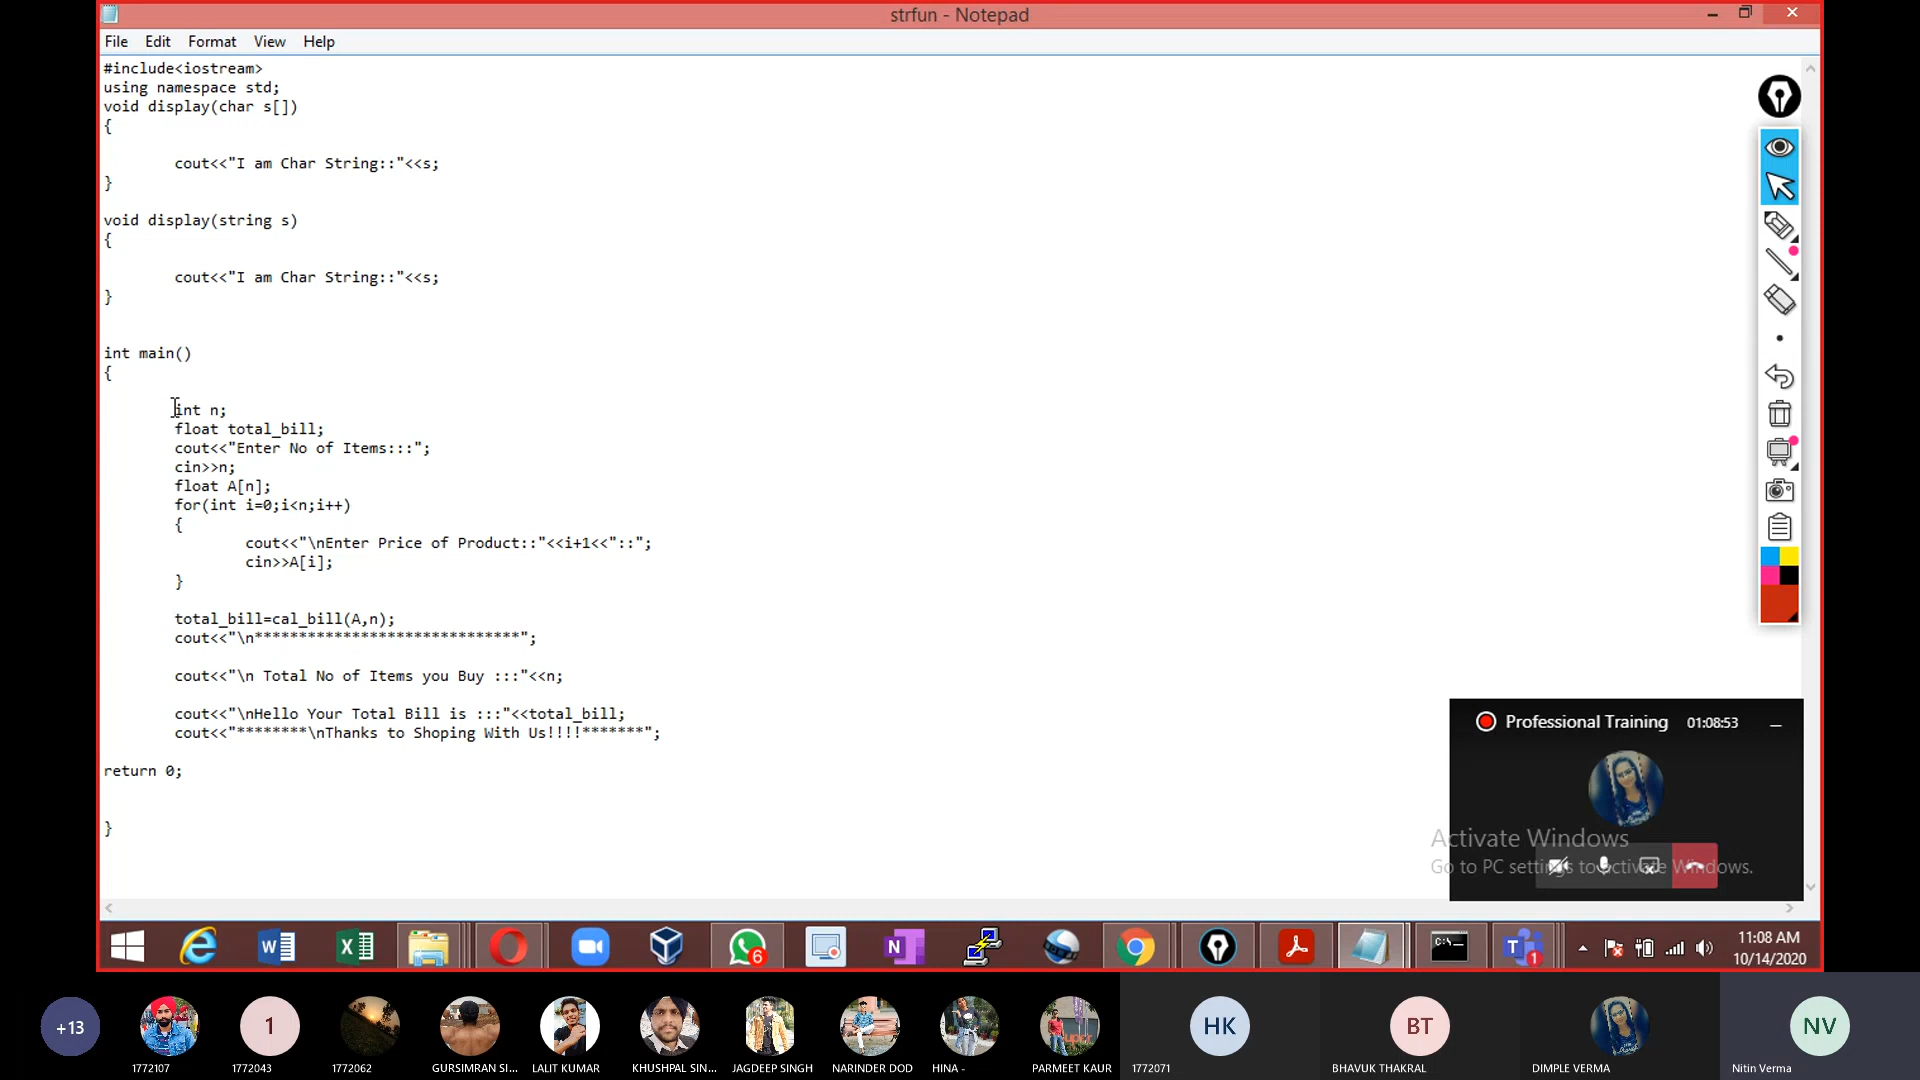 strfun - Notepad
File Edit Format View Help
#include<iostream>
using namespace std;
void display(char s[])
{
cout<<"I am Char String::"<<s;
}
void display(string s)
{
cout<<"I am Char String::"<<s;
}
int main()
{
int n;
float total_bill;
cout<<"Enter No of Items:::";
cin>>n;
float A[n];
for(int i=0;i<n;i++)
{
cout<<"\nEnter Price of Product::"<<i+1<<"::";
cin>>A[i];
}
total_bill=cal_bill(A,n);
cout<<"\n******************************";
cout<<"\n Total No of Items you Buy :::"<<n;
cout<<"\nHello Your Total Bill is :::"<<total_bill;
cout<<"********\nThanks to Shoping With Us!!!!*******";
return 0;
}
Professional Training 01:08:53
Activate Windows
Go to PC settings to activate Windows.
6
1
11:08 AM
10/14/2020
+13
1
HK
BT
NV
1772107
1772043
1772062
GURSIMRAN SI...
LALIT KUMAR
KHUSHPAL SIN...
JAGDEEP SINGH
NARINDER DOD
HINA -
PARMEET KAUR
1772071
BHAVUK THAKRAL
DIMPLE VERMA
Nitin Verma